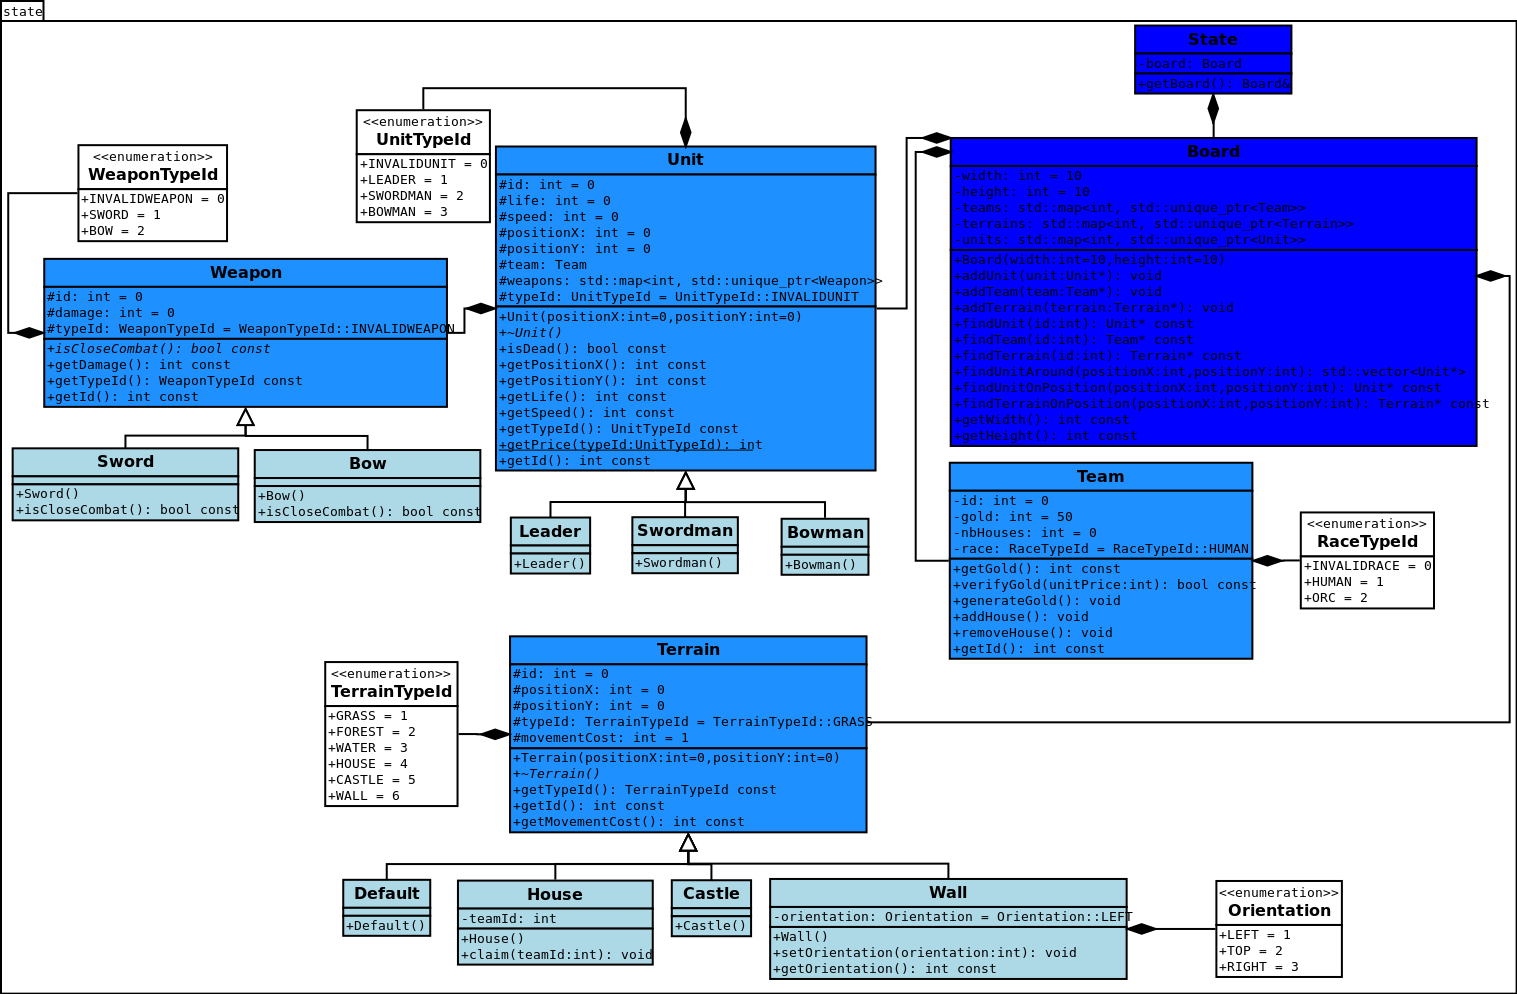 state
State
-board: Board
+getBoard(): Board&
<<enumeration>>
UnitTypeId
+INVALIDUNIT = 0
+LEADER = 1
+SWORDMAN = 2
+BOWMAN = 3
<<enumeration>>
WeaponTypeId
+INVALIDWEAPON = 0
+SWORD = 1
+BOW = 2
Unit
#id: int = 0
#life: int = 0
#speed: int = 0
#positionX: int = 0
#positionY: int = 0
#team: Team
#weapons: std::map<int, std::unique_ptr<Weapon>>
#typeId: UnitTypeId = UnitTypeId::INVALIDUNIT
+Unit(positionX:int=0,positionY:int=0)
+~Unit()
+isDead(): bool const
+getPositionX(): int const
+getPositionY(): int const
+getLife(): int const
+getSpeed(): int const
+getTypeId(): UnitTypeId const
+getPrice(typeId:UnitTypeId): int
+getId(): int const
Board
-width: int = 10
-height: int = 10
-teams: std::map<int, std::unique_ptr<Team>>
-terrains: std::map<int, std::unique_ptr<Terrain>>
-units: std::map<int, std::unique_ptr<Unit>>
+Board(width:int=10,height:int=10)
+addUnit(unit:Unit*): void
+addTeam(team:Team*): void
+addTerrain(terrain:Terrain*): void
+findUnit(id:int): Unit* const
+findTeam(id:int): Team* const
+findTerrain(id:int): Terrain* const
+findUnitAround(positionX:int,positionY:int): std::vector<Unit*>
+findUnitOnPosition(positionX:int,positionY:int): Unit* const
+findTerrainOnPosition(positionX:int,positionY:int): Terrain* const
+getWidth(): int const
+getHeight(): int const
Weapon
#id: int = 0
#damage: int = 0
#typeId: WeaponTypeId = WeaponTypeId::INVALIDWEAPON
+isCloseCombat(): bool const
+getDamage(): int const
+getTypeId(): WeaponTypeId const
+getId(): int const
Sword
+Sword()
+isCloseCombat(): bool const
Bow
+Bow()
+isCloseCombat(): bool const
Leader
+Leader()
Swordman
+Swordman()
Bowman
+Bowman()
Team
-id: int = 0
-gold: int = 50
-nbHouses: int = 0
-race: RaceTypeId = RaceTypeId::HUMAN
+getGold(): int const
+verifyGold(unitPrice:int): bool const
+generateGold(): void
+addHouse(): void
+removeHouse(): void
+getId(): int const
<<enumeration>>
RaceTypeId
+INVALIDRACE = 0
+HUMAN = 1
+ORC = 2
<<enumeration>>
TerrainTypeId
+GRASS = 1
+FOREST = 2
+WATER = 3
+HOUSE = 4
+CASTLE = 5
+WALL = 6
Terrain
#id: int = 0
#positionX: int = 0
#positionY: int = 0
#typeId: TerrainTypeId = TerrainTypeId::GRASS
#movementCost: int = 1
+Terrain(positionX:int=0,positionY:int=0)
+~Terrain()
+getTypeId(): TerrainTypeId const
+getId(): int const
+getMovementCost(): int const
Default
+Default()
House
-teamId: int
+House()
+claim(teamId:int): void
Castle
+Castle()
Wall
-orientation: Orientation = Orientation::LEFT
+Wall()
+setOrientation(orientation:int): void
+getOrientation(): int const
<<enumeration>>
Orientation
+LEFT = 1
+TOP = 2
+RIGHT = 3